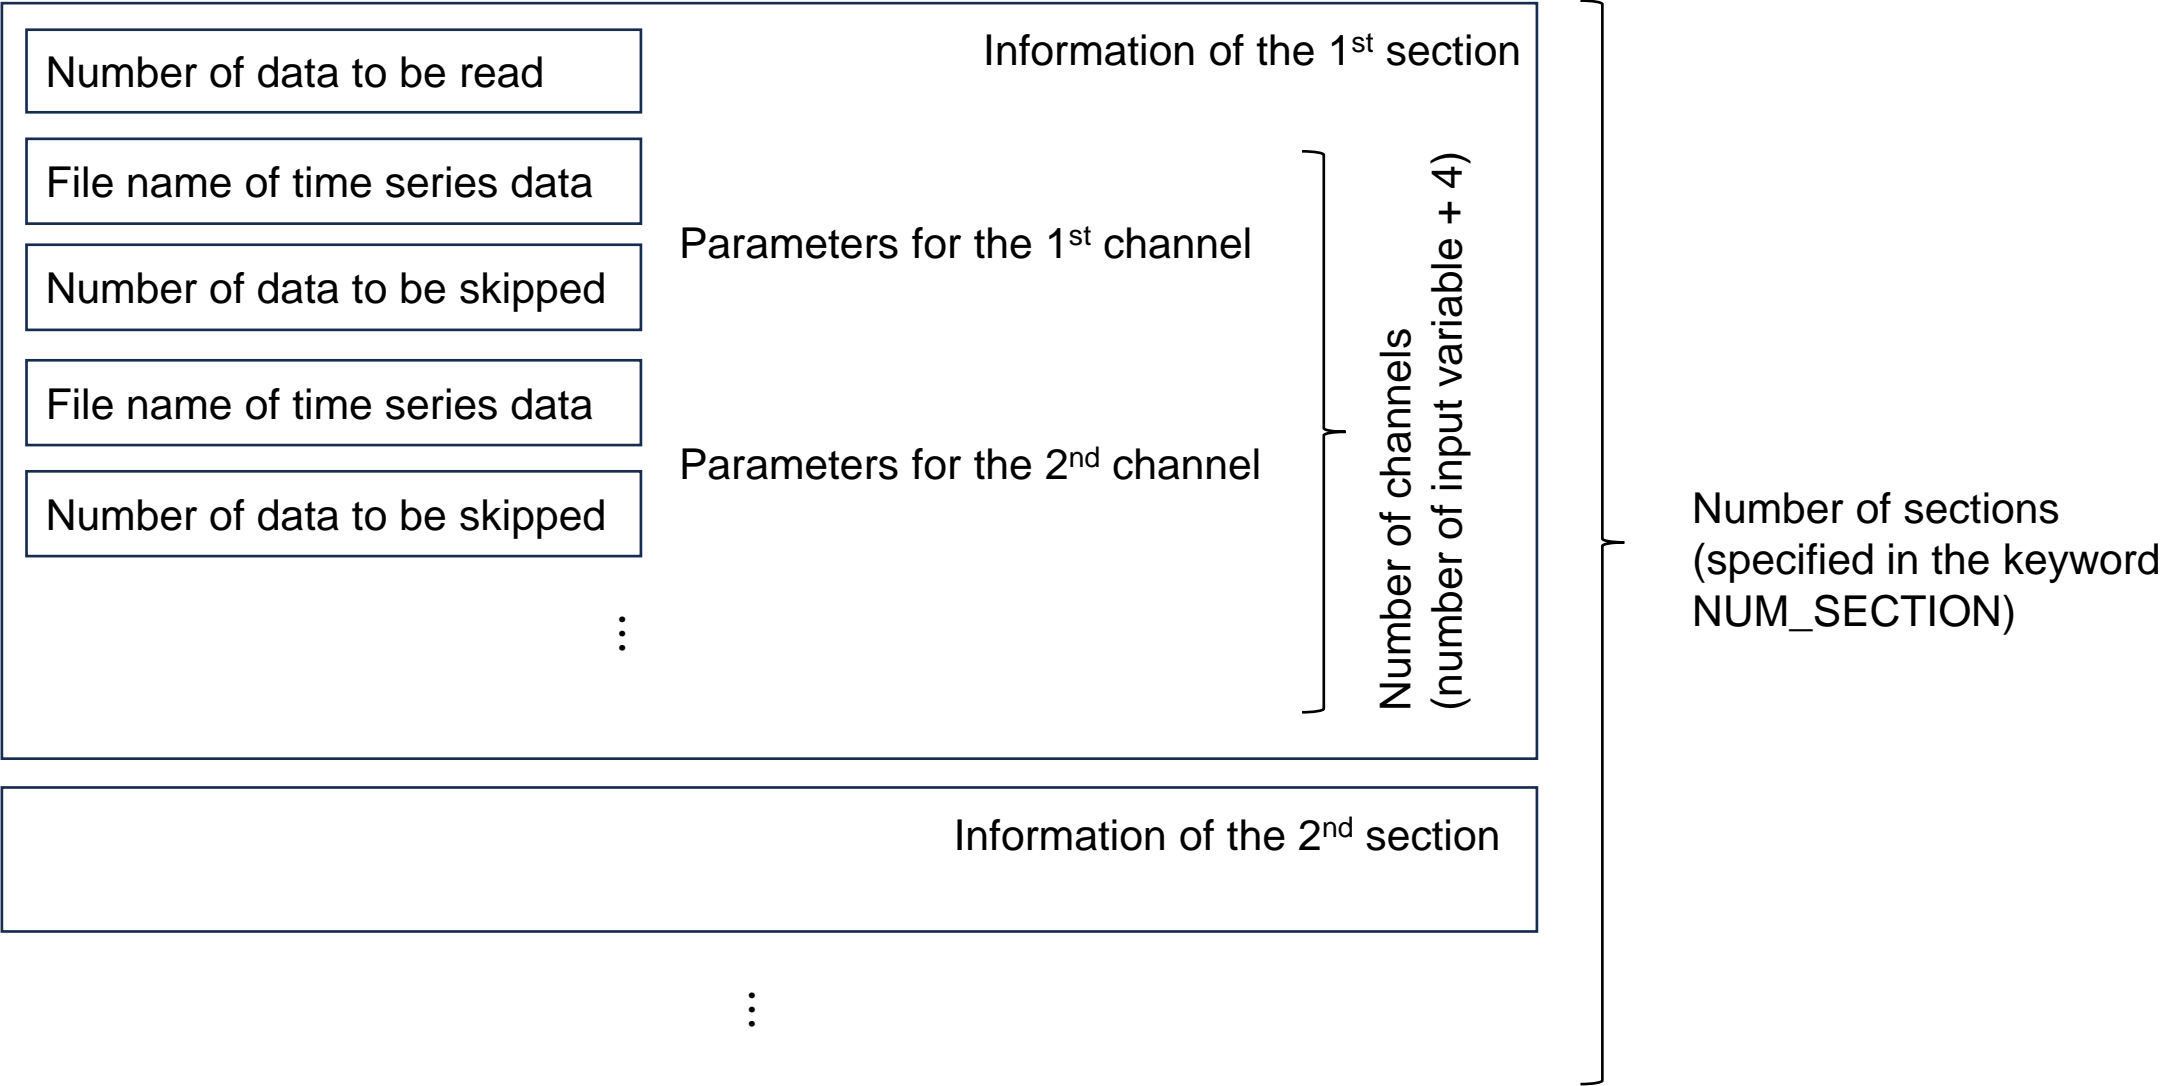 Information of the 1st section
Number of data to be read
File name of time series data
Parameters for the 1st channel
Number of data to be skipped
File name of time series data
Parameters for the 2nd channel
Number of data to be skipped
⋮
Number of channels
(number of input variable + 4)
Information of the 2nd section
⋮
Number of sections
(specified in the keyword
NUM_SECTION)